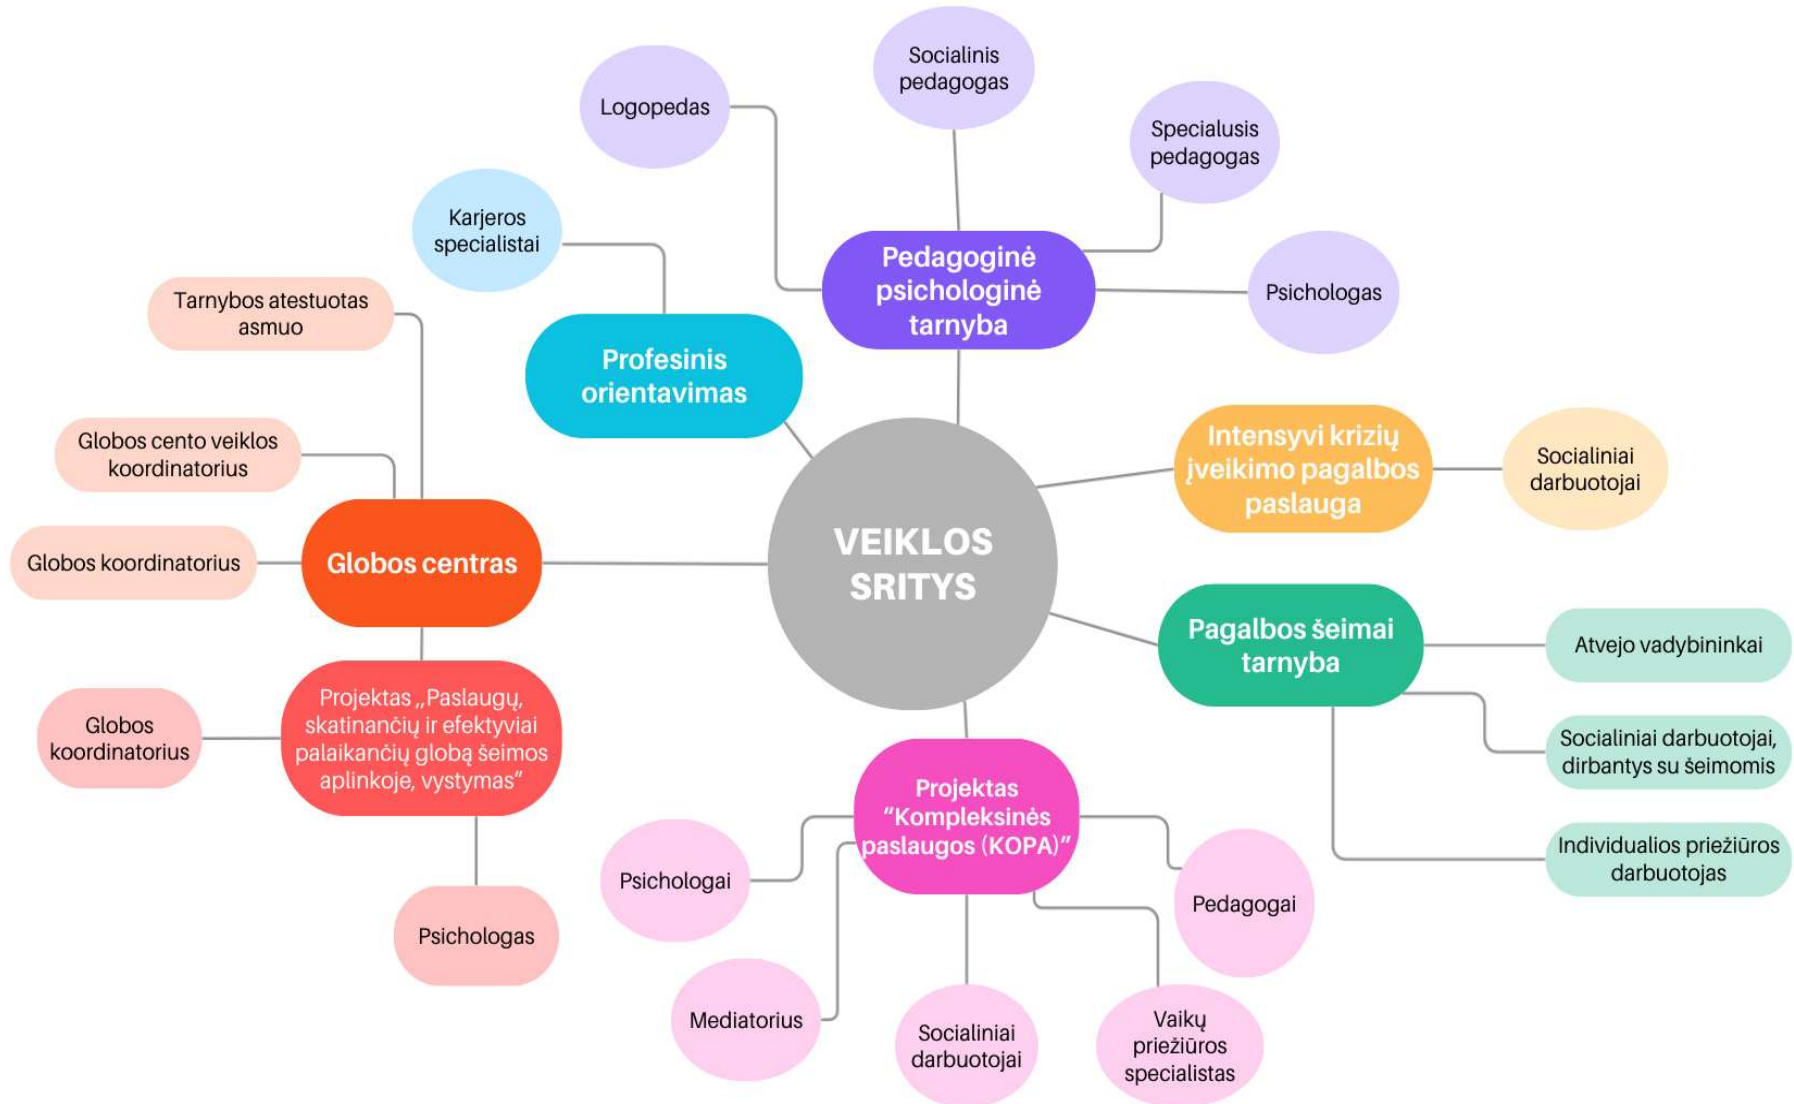 Socialinis
pedagogas
Logopedas
Specialusis
pedagogas
Karjeros
specialistai
Pedagoginė
psichologinė
tarnyba
Psichologas
Tarnybos atestuotas
asmuo
Profesinis
orientavimas
Globos cento veiklos
koordinatorius
Intensyvi krizių
įveikimo pagalbos
paslauga
Socialiniai
darbuotojai
Globos koordinatorius
Globos centras
VEIKLOS
SRITYS
Pagalbos šeimai
tarnyba
Atvejo vadybininkai
Socialiniai darbuotojai,
dirbantys su šeimomis
Individualios priežiūros
darbuotojas
Globos
koordinatorius
Projektas „Paslaugų,
skatinančių ir efektyviai
palaikančių globą šeimos
aplinkoje, vystymas“
Psichologas
Projektas
“Kompleksinės
paslaugos (KOPA)”
Psichologai
Pedagogai
Mediatorius
Socialiniai
darbuotojai
Vaikų
priežiūros
specialistas